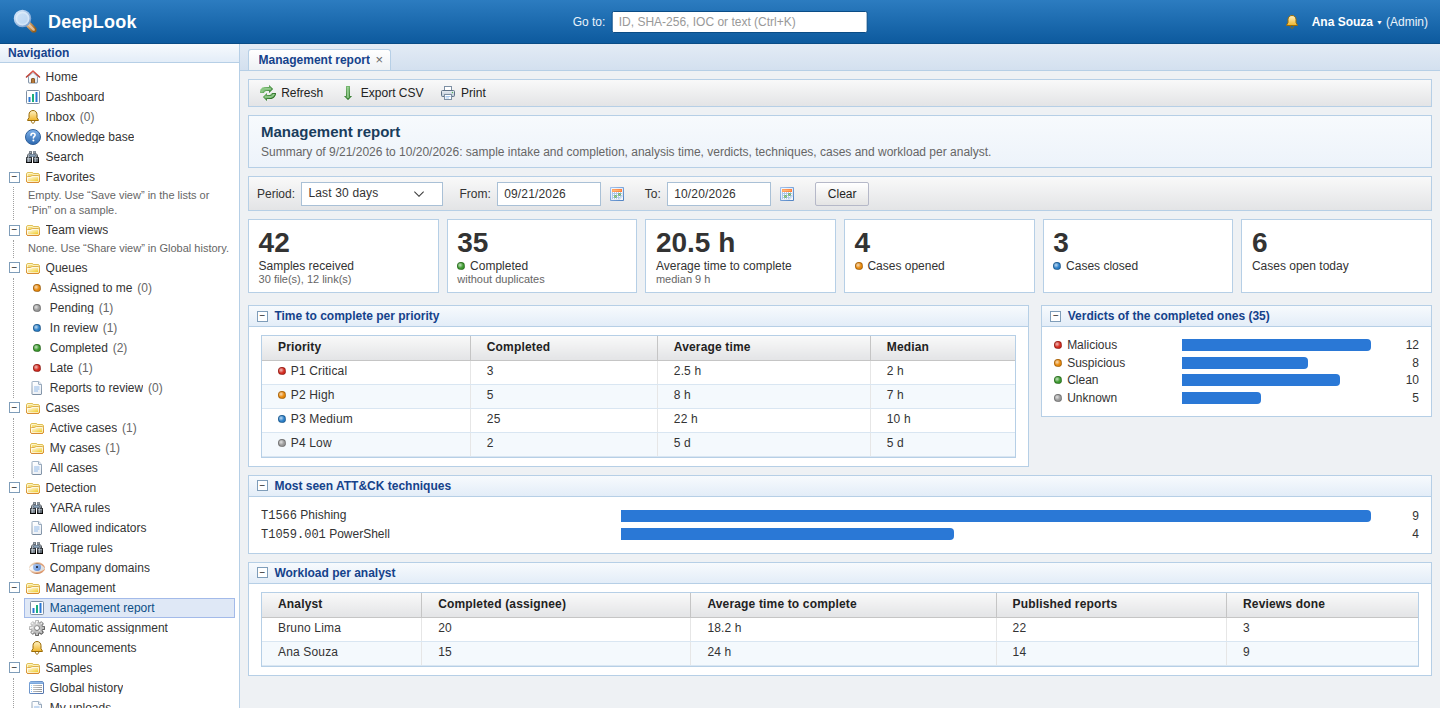 DeepLook
Go to: ID, SHA-256, IOC or text (Ctrl+K)
Ana Souza (Admin)
Navigation
Home
Dashboard
Inbox (0)
Knowledge base
Search
Favorites
Empty. Use “Save view” in the lists or
“Pin” on a sample.
Team views
None. Use “Share view” in Global history.
Queues
Assigned to me (0)
Pending (1)
In review (1)
Completed (2)
Late (1)
Reports to review (0)
Cases
Active cases (1)
My cases (1)
All cases
Detection
YARA rules
Allowed indicators
Triage rules
Company domains
Management
Management report
Automatic assignment
Announcements
Samples
Global history
My uploads
Management report ×
Refresh Export CSV Print
Management report
Summary of 9/21/2026 to 10/20/2026: sample intake and completion, analysis time, verdicts, techniques, cases and workload per analyst.
Period: Last 30 days From: 09/21/2026 To: 10/20/2026 Clear
42
Samples received
30 file(s), 12 link(s)
35
Completed
without duplicates
20.5 h
Average time to complete
median 9 h
4
Cases opened
3
Cases closed
6
Cases open today
Time to complete per priority
Priority Completed Average time Median
P1 Critical 3 2.5 h 2 h
P2 High 5 8 h 7 h
P3 Medium 25 22 h 10 h
P4 Low 2 5 d 5 d
Verdicts of the completed ones (35)
Malicious 12
Suspicious 8
Clean 10
Unknown 5
Most seen ATT&CK techniques
T1566 Phishing 9
T1059.001 PowerShell 4
Workload per analyst
Analyst Completed (assignee) Average time to complete Published reports Reviews done
Bruno Lima 20 18.2 h 22 3
Ana Souza 15 24 h 14 9